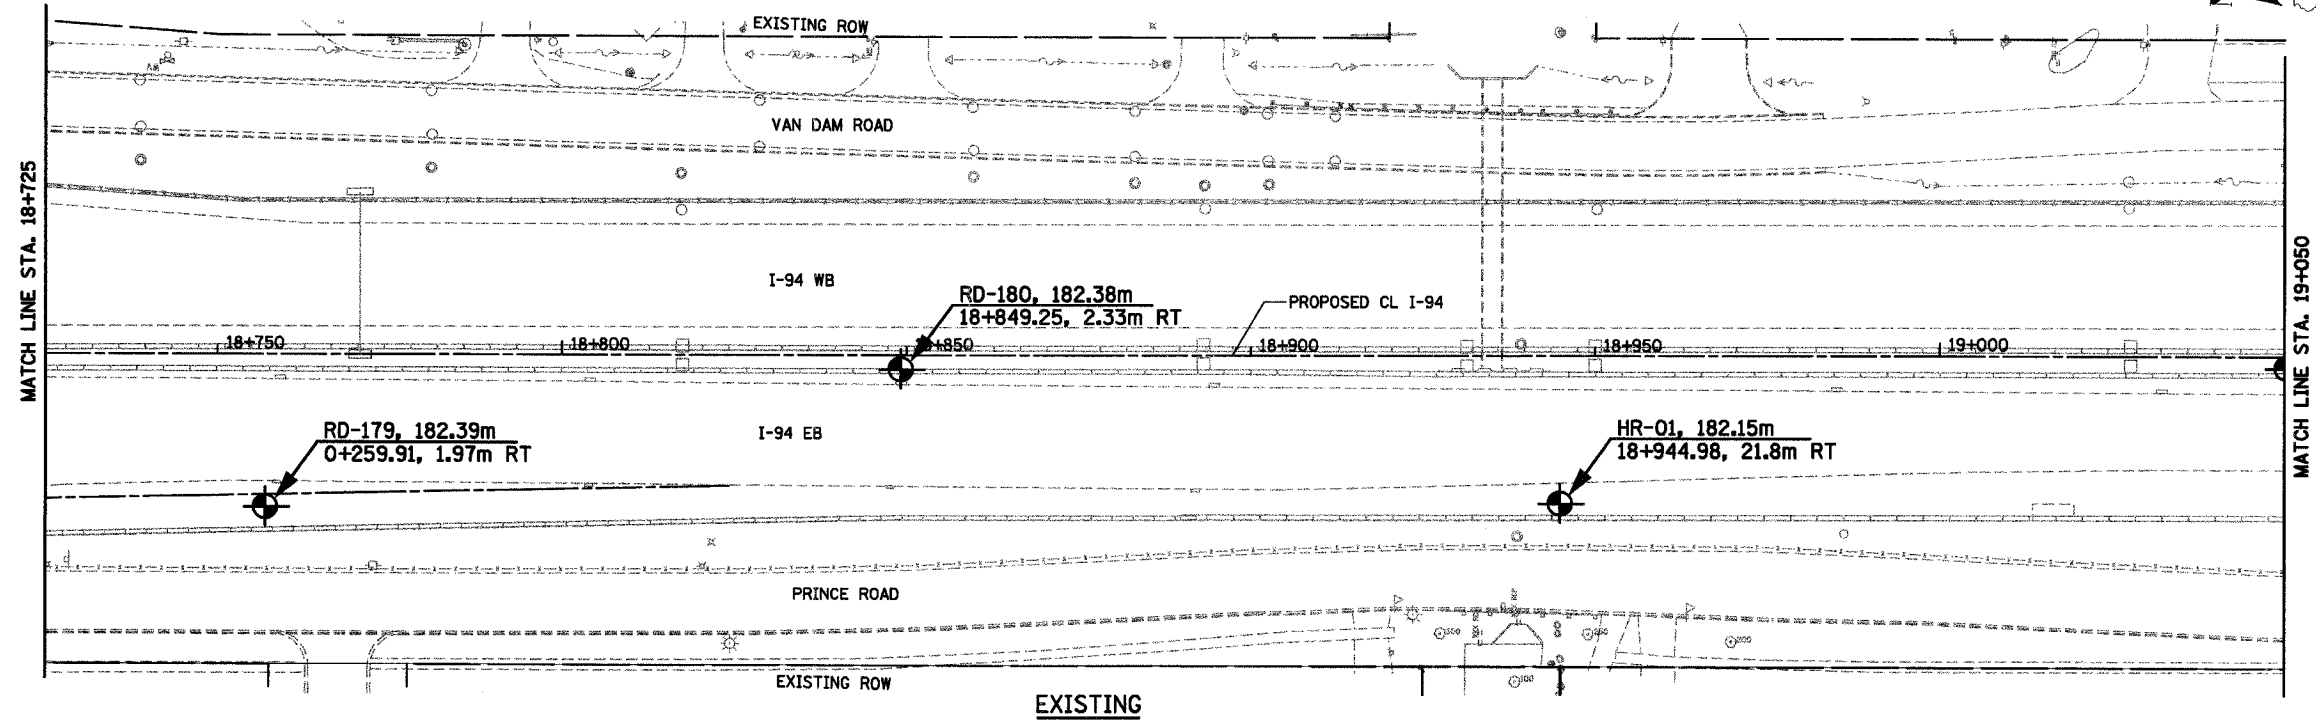 EXISTING ROW
VAN DAM ROAD
MATCH LINE STA. 18+725
MATCH LINE STA. 19+050
I-94 WB
RD-180, 182.38m
18+849.25, 2.33m RT
PROPOSED CL I-94
18+750
18+800
+850
18+900
18+950
19+000
RD-179, 182.39m
0+259.91, 1.97m RT
I-94 EB
HR-01, 182.15m
18+944.98, 21.8m RT
PRINCE ROAD
EXISTING ROW
EXISTING